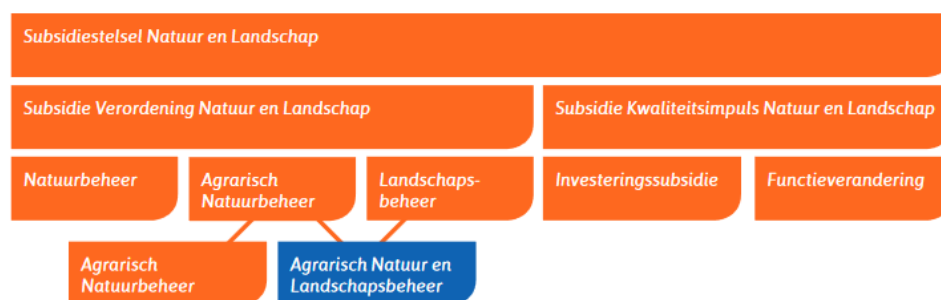 Subsidiestelsel Natuur en Landschap
Subsidie Verordening Natuur en Landschap
Subsidie Kwaliteitsimpuls Natuur en Landschap
Natuurbeheer
Agrarisch
Natuurbeheer
Landschaps-
beheer
Investeringssubsidie
Functieverandering
Agrarisch
Natuurbeheer
Agrarisch Natuur en
Landschapsbeheer